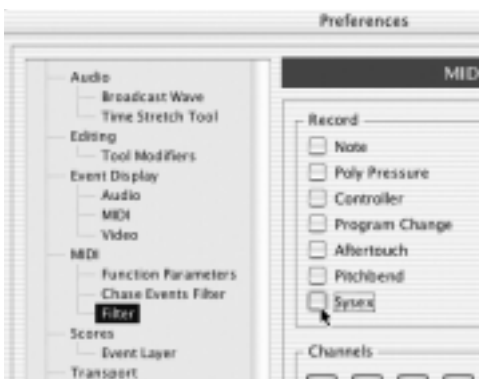 Preferences
Audio
Broadcast Wave
Time Stretch Tool
Editing
Tool Modifiers
Event Display
Audio
MIDI
Video
MIDI
Function Parameters
Chase Events Filter
Filter
Scores
Event Layer
Transport
MID
Record
Note
Poly Pressure
Controller
Program Change
Aftertouch
Pitchbend
Sysex
Channels